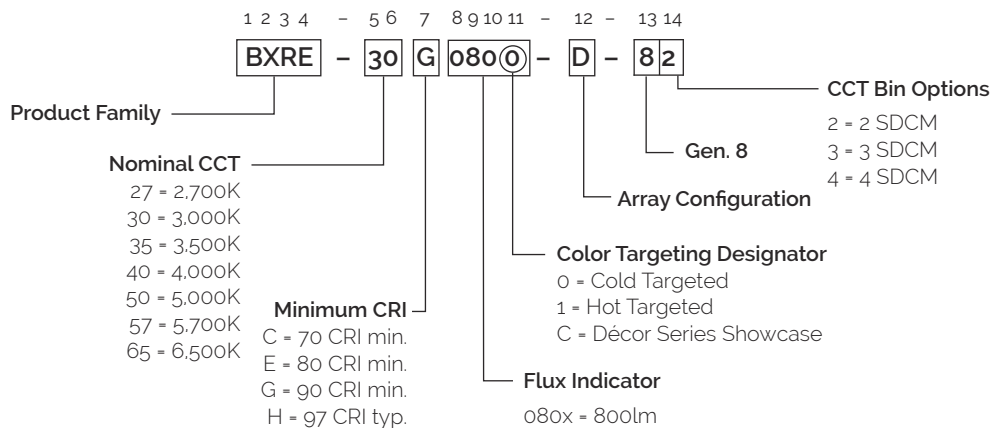 1 2 3 4 – 5 6 7 8 9 10 11 – 12 – 13 14
BXRE – 30 G 0800 – D – 82
Product Family
Nominal CCT
27 = 2,700K
30 = 3,000K
35 = 3,500K
40 = 4,000K
50 = 5,000K
57 = 5,700K
65 = 6,500K
Minimum CRI
C = 70 CRI min.
E = 80 CRI min.
G = 90 CRI min.
H = 97 CRI typ.
Flux Indicator
080x = 800lm
Color Targeting Designator
0 = Cold Targeted
1 = Hot Targeted
C = Décor Series Showcase
Array Configuration
Gen. 8
CCT Bin Options
2 = 2 SDCM
3 = 3 SDCM
4 = 4 SDCM